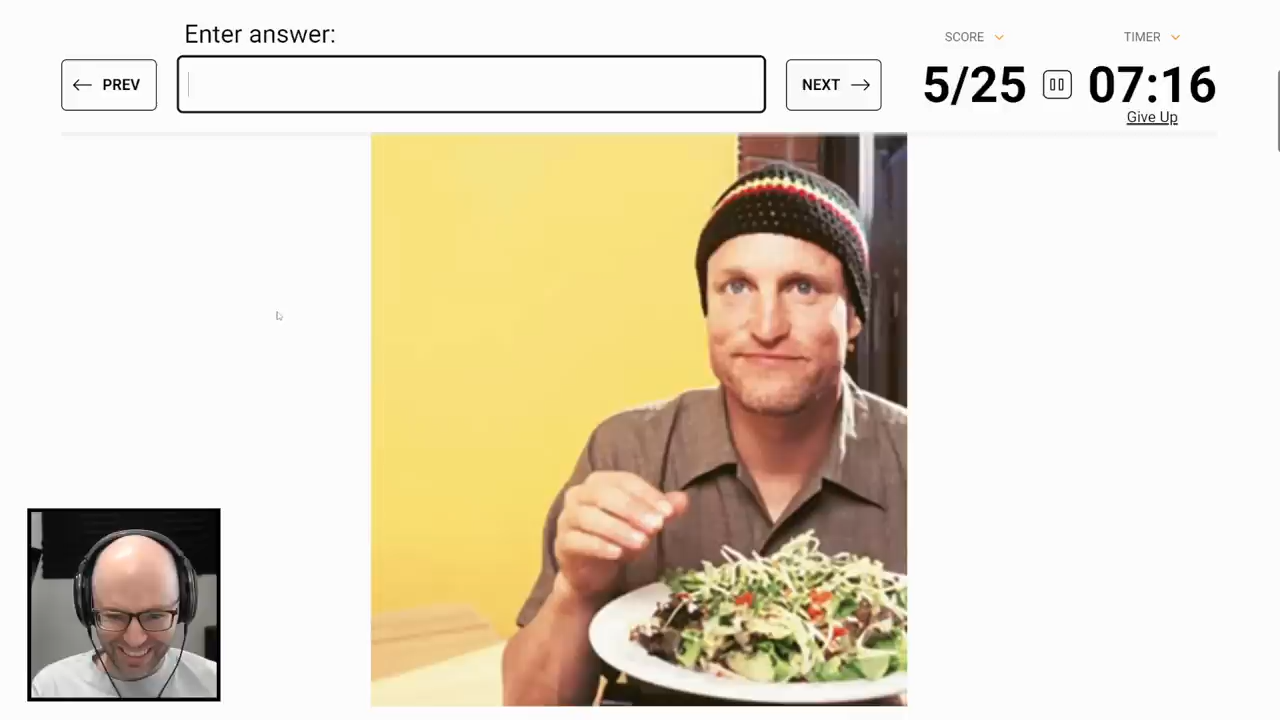 Enter answer:
← PREV
NEXT →
SCORE
5/25
TIMER
07:16
Give Up